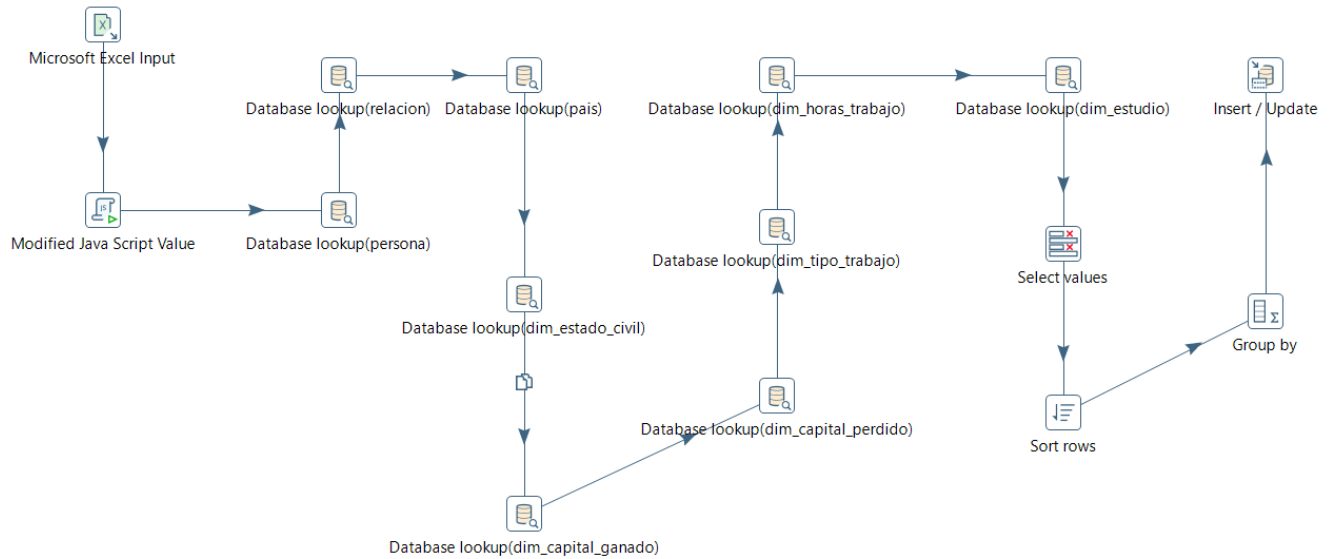 Microsoft Excel Input
Modified Java Script Value
Database lookup(persona)
Database lookup(relacion)
Database lookup(pais)
Database lookup(dim_estado_civil)
Database lookup(dim_capital_ganado)
Database lookup(dim_capital_perdido)
Database lookup(dim_tipo_trabajo)
Database lookup(dim_horas_trabajo)
Database lookup(dim_estudio)
Select values
Sort rows
Group by
Insert / Update